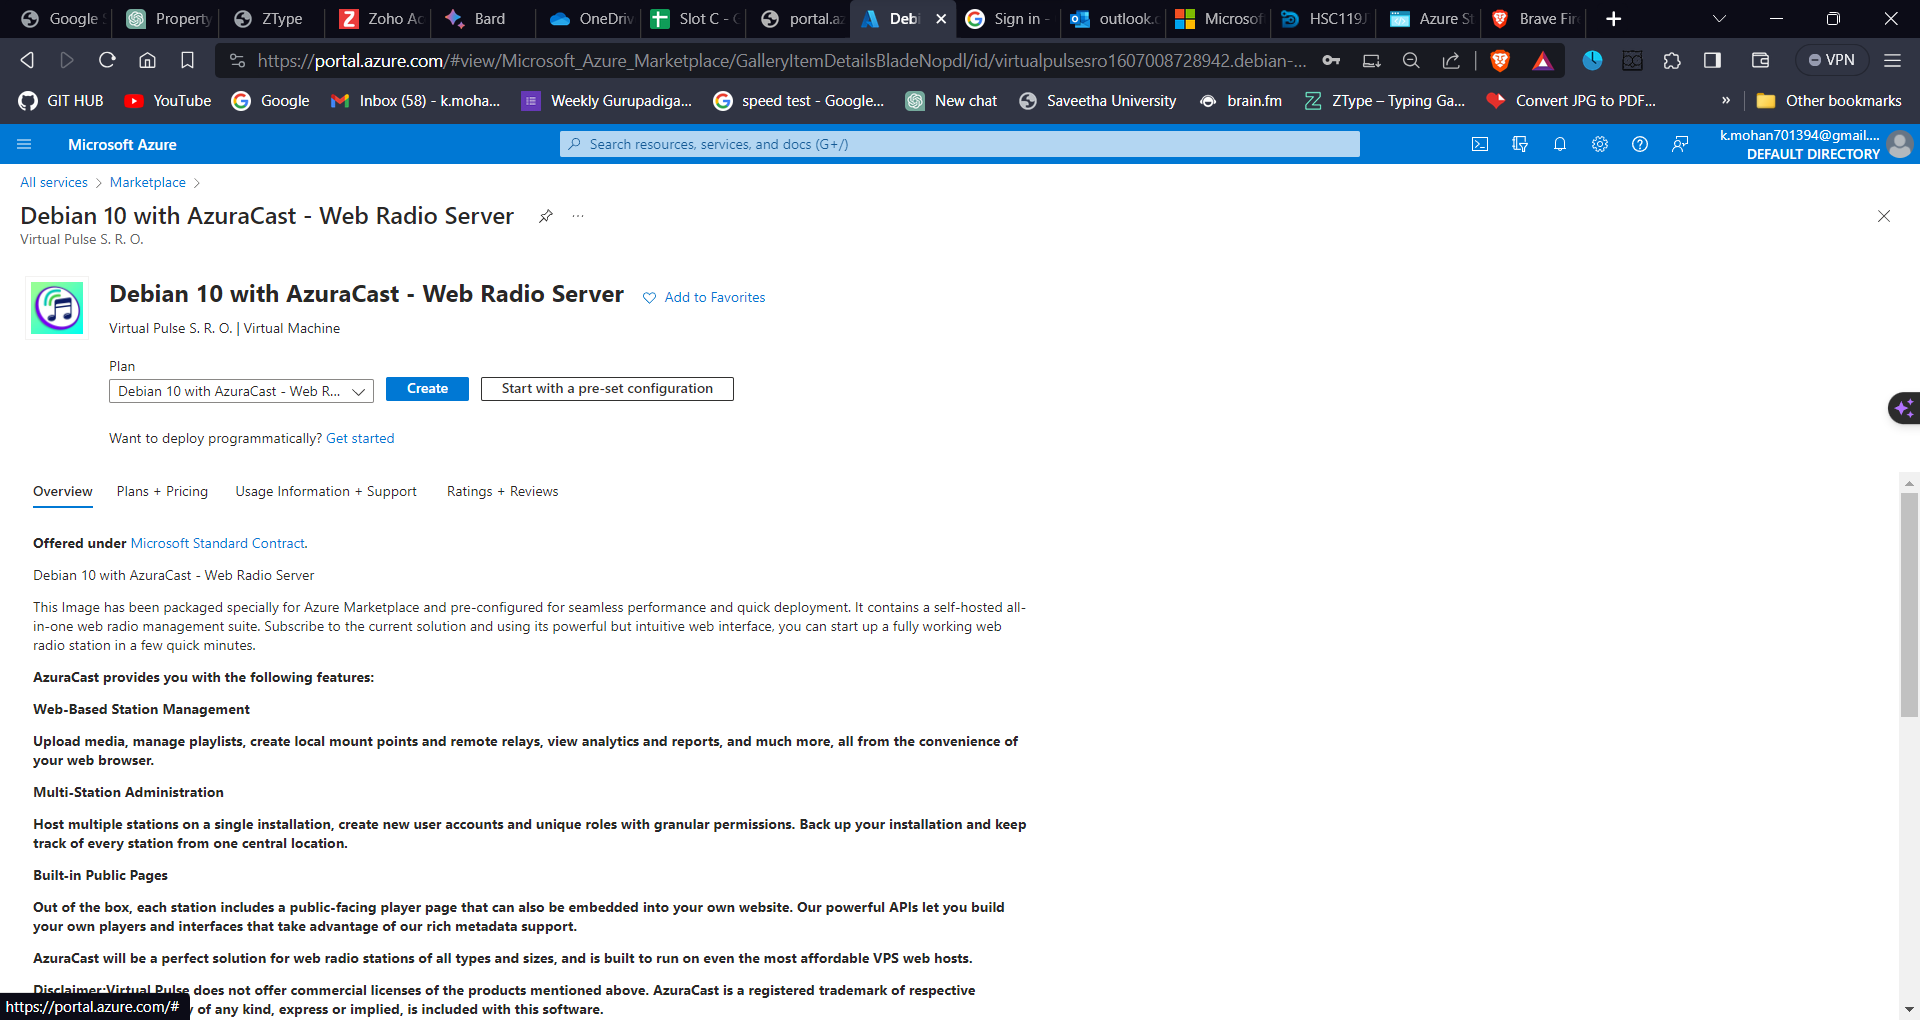 Google
Property
ZType
Zoho Ac
Bard
OneDriv
Slot C - C
portal.az
Debi
Sign in -
outlook.c
Microsof
HSC119J
Azure St
Brave Fir
https://portal.azure.com/#view/Microsoft_Azure_Marketplace/GalleryItemDetailsBladeNopdl/id/virtualpulsesro1607008728942.debian-...
VPN
GIT HUB
YouTube
Google
Inbox (58) - k.moha...
Weekly Gurupadiga...
speed test - Google...
New chat
Saveetha University
brain.fm
ZType – Typing Ga...
Convert JPG to PDF...
»
Other bookmarks
Microsoft Azure
Search resources, services, and docs (G+/)
k.mohan701394@gmail....
DEFAULT DIRECTORY
All services > Marketplace >
Debian 10 with AzuraCast - Web Radio Server ...
Virtual Pulse S. R. O.
Debian 10 with AzuraCast - Web Radio Server
Add to Favorites
Virtual Pulse S. R. O. | Virtual Machine
Plan
Debian 10 with AzuraCast - Web R...
Create
Start with a pre-set configuration
Want to deploy programmatically? Get started
Overview
Plans + Pricing
Usage Information + Support
Ratings + Reviews
Offered under Microsoft Standard Contract.
Debian 10 with AzuraCast - Web Radio Server
This Image has been packaged specially for Azure Marketplace and pre-configured for seamless performance and quick deployment. It contains a self-hosted all-
in-one web radio management suite. Subscribe to the current solution and using its powerful but intuitive web interface, you can start up a fully working web
radio station in a few quick minutes.
AzuraCast provides you with the following features:
Web-Based Station Management
Upload media, manage playlists, create local mount points and remote relays, view analytics and reports, and much more, all from the convenience of
your web browser.
Multi-Station Administration
Host multiple stations on a single installation, create new user accounts and unique roles with granular permissions. Back up your installation and keep
track of every station from one central location.
Built-in Public Pages
Out of the box, each station includes a public-facing player page that can also be embedded into your own website. Our powerful APIs let you build
your own players and interfaces that take advantage of our rich metadata support.
AzuraCast will be a perfect solution for web radio stations of all types and sizes, and is built to run on even the most affordable VPS web hosts.
Disclaimer:Virtual Pulse does not offer commercial licenses of the products mentioned above. AzuraCast is a registered trademark of respective
of any kind, express or implied, is included with this software.
https://portal.azure.com/#